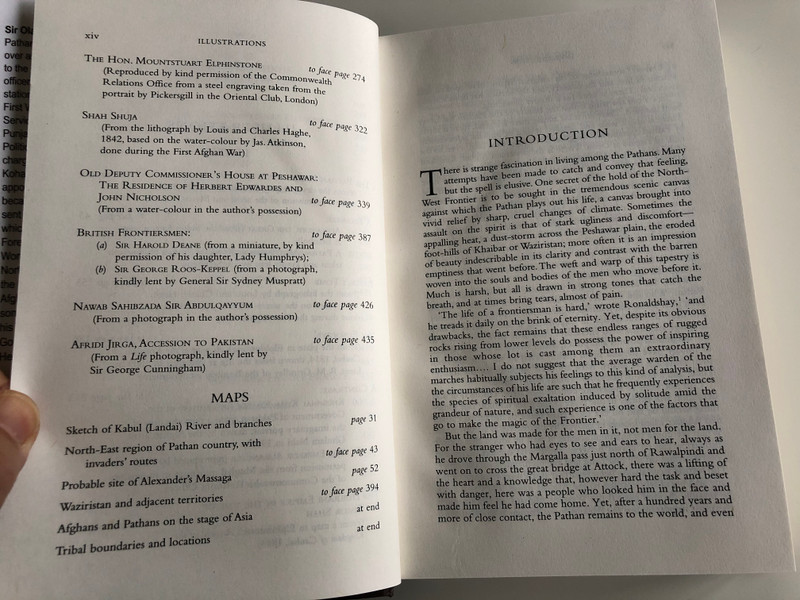 Sir Ola
Pathan
over a
to the
officer
station
First W
Servic
Punja
Politic
charg
Koha
appo
beca
sent
whic
Fore
Wor
Nort
the
Afg
son
his
Go
He
xiv
ILLUSTRATIONS
The Hon. Mountstuart Elphinstone to face page 274
(Reproduced by kind permission of the Commonwealth
Relations Office from a steel engraving taken from the
portrait by Pickersgill in the Oriental Club, London)
Shah Shuja to face page 322
(From the lithograph by Louis and Charles Haghe,
1842, based on the water-colour by Jas. Atkinson,
done during the First Afghan War)
Old Deputy Commissioner's House at Peshawar:
The Residence of Herbert Edwardes and
John Nicholson to face page 339
(From a water-colour in the author's possession)
British Frontiersmen: to face page 387
(a) Sir Harold Deane (from a miniature, by kind
permission of his daughter, Lady Humphrys);
(b) Sir George Roos-Keppel (from a photograph,
kindly lent by General Sir Sydney Muspratt)
Nawab Sahibzada Sir Abdulqayyum to face page 426
(From a photograph in the author's possession)
Afridi Jirga, Accession to Pakistan to face page 435
(From a Life photograph, kindly lent by
Sir George Cunningham)
MAPS
Sketch of Kabul (Landai) River and branches page 31
North-East region of Pathan country, with
invaders' routes to face page 43
Probable site of Alexander's Massaga page 52
Waziristan and adjacent territories to face page 394
Afghans and Pathans on the stage of Asia at end
Tribal boundaries and locations at end
INTRODUCTION
There is strange fascination in living among the Pathans. Many
attempts have been made to catch and convey that feeling,
but the spell is elusive. One secret of the hold of the North-
West Frontier is to be sought in the tremendous scenic canvas
against which the Pathan plays out his life, a canvas brought into
vivid relief by sharp, cruel changes of climate. Sometimes the
assault on the spirit is that of stark ugliness and discomfort—
appalling heat, a dust-storm across the Peshawar plain, the eroded
foot-hills of Khaibar or Waziristan; more often it is an impression
of beauty indescribable in its clarity and contrast with the barren
emptiness that went before. The weft and warp of this tapestry is
woven into the souls and bodies of the men who move before it.
Much is harsh, but all is drawn in strong tones that catch the
breath, and at times bring tears, almost of pain.
'The life of a frontiersman is hard,' wrote Ronaldshay,¹ 'and
he treads it daily on the brink of eternity. Yet, despite its obvious
drawbacks, the fact remains that these endless ranges of rugged
rocks rising from lower levels do possess the power of inspiring
in those whose lot is cast among them an extraordinary
enthusiasm.... I do not suggest that the average warden of the
marches habitually subjects his feelings to this kind of analysis, but
the circumstances of his life are such that he frequently experiences
the species of spiritual exaltation induced by solitude amid the
grandeur of nature, and such experience is one of the factors that
go to make the magic of the Frontier.'
But the land was made for the men in it, not men for the land.
For the stranger who had eyes to see and ears to hear, always as
he drove through the Margalla pass just north of Rawalpindi and
went on to cross the great bridge at Attock, there was a lifting of
the heart and a knowledge that, however hard the task and beset
with danger, here was a people who looked him in the face and
made him feel he had come home. Yet, after a hundred years and
more of close contact, the Pathan remains to the world, and even